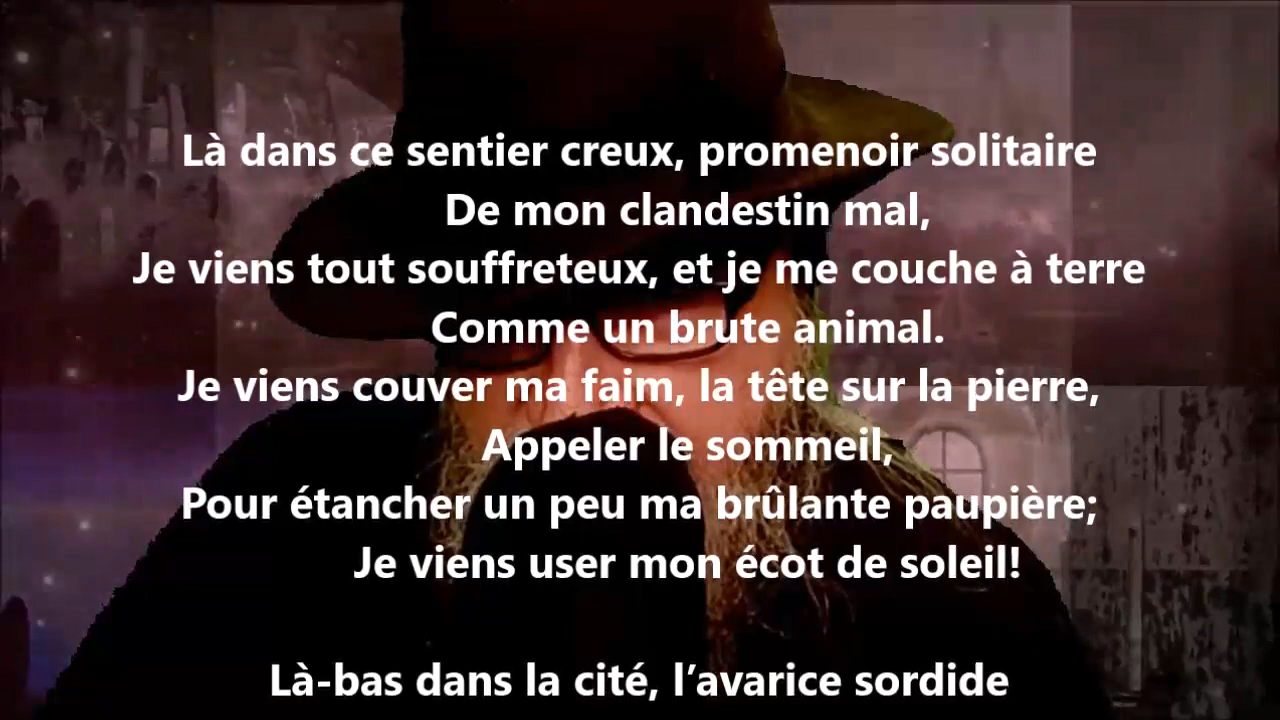 Là dans ce sentier creux, promenoir solitaire
De mon clandestin mal,
Je viens tout souffreteux, et je me couche à terre
Comme un brute animal.
Je viens couver ma faim, la tête sur la pierre,
Appeler le sommeil,
Pour étancher un peu ma brûlante paupière;
Je viens user mon écot de soleil!
Là-bas dans la cité, l’avarice sordide